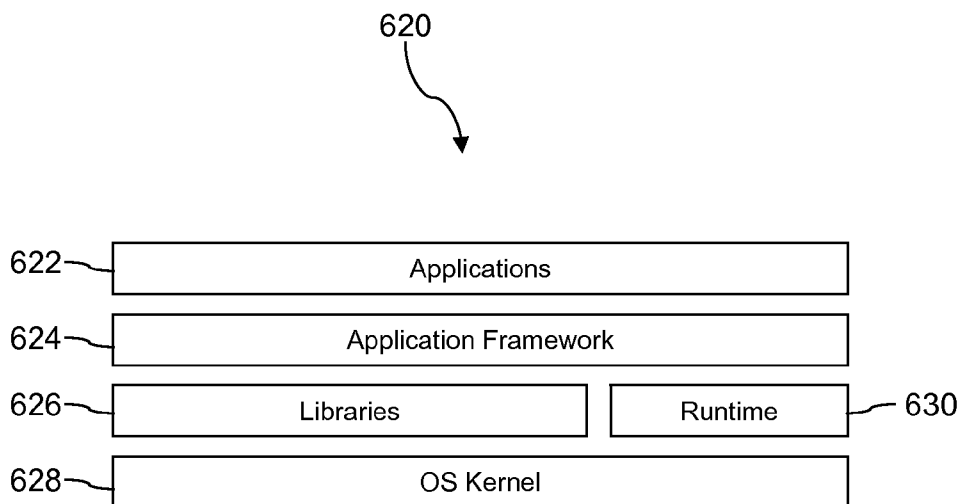 620
622 Applications
624 Application Framework
626 Libraries Runtime 630
628 OS Kernel